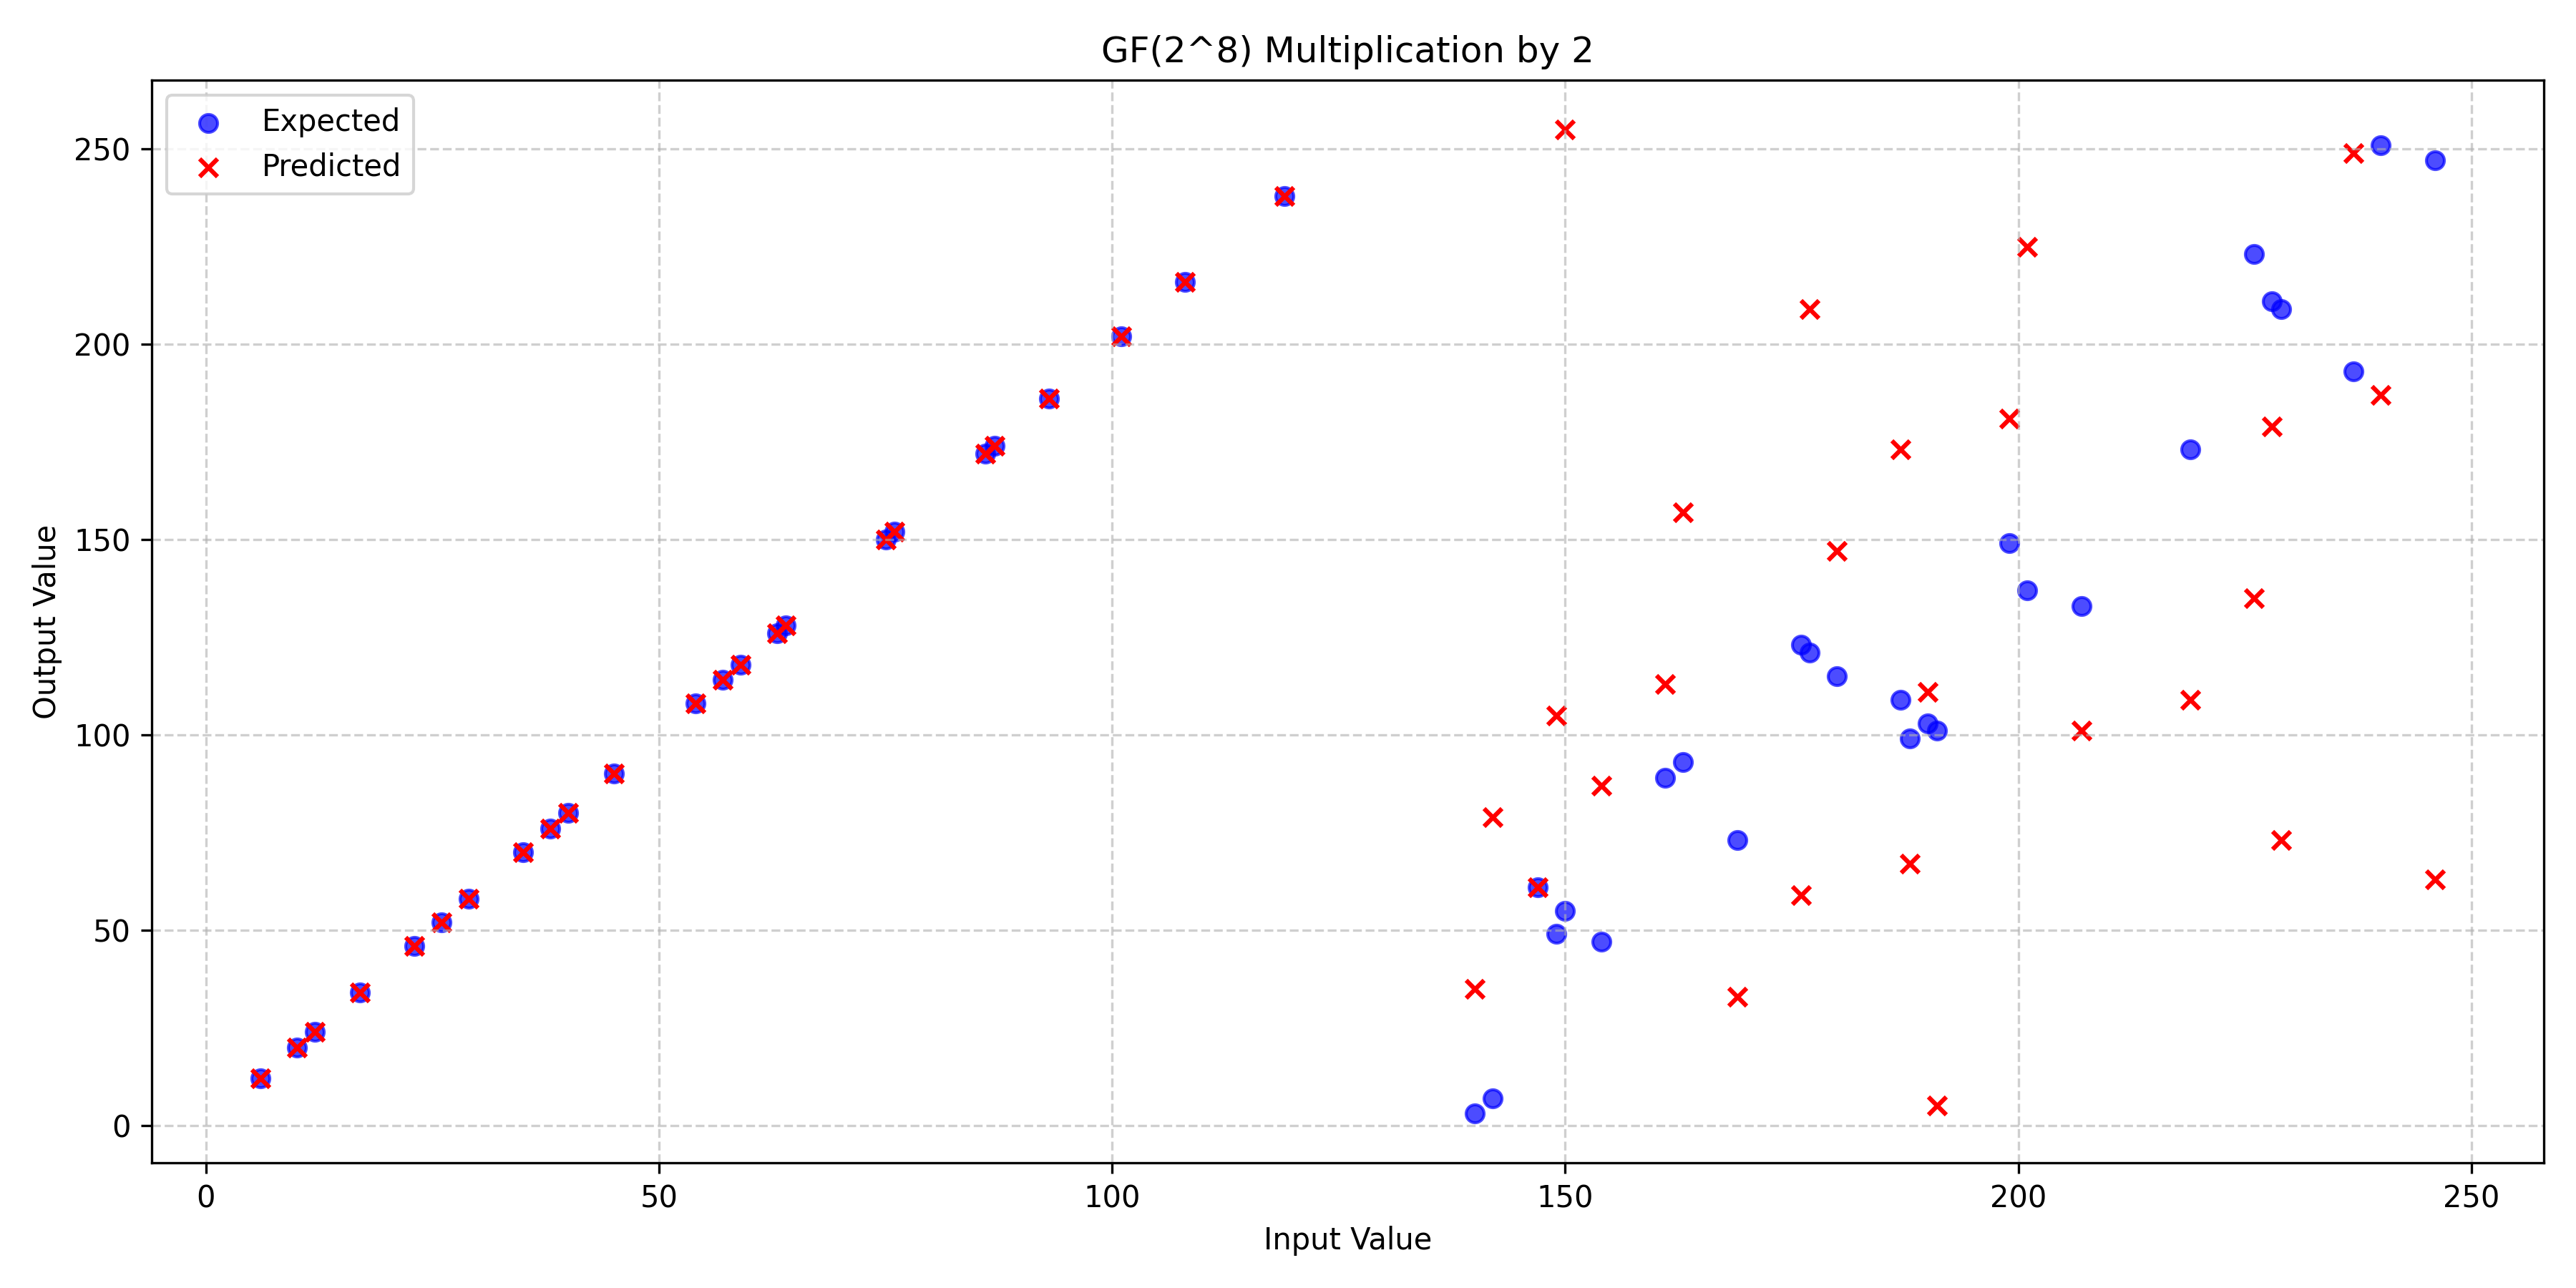 GF(2^8) Multiplication by 2
Expected
Predicted
250
200
150
100
50
0
Output Value
0 50 100 150 200 250
Input Value